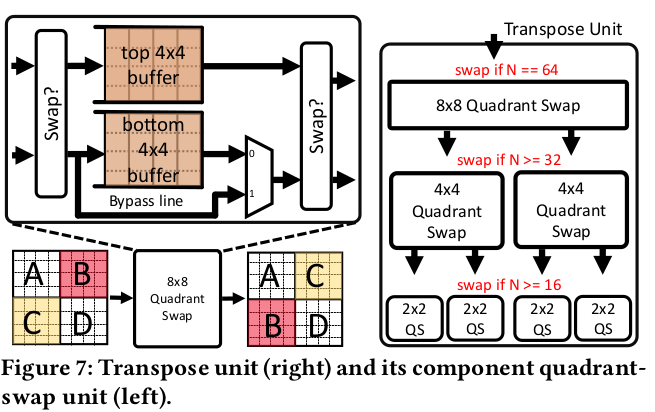 Swap?
top 4x4
buffer
bottom
4x4
buffer
Bypass line
0
1
Swap?
A B
C D
8x8
Quadrant
Swap
A C
B D
Transpose Unit
swap if N == 64
8x8 Quadrant Swap
swap if N >= 32
4x4
Quadrant
Swap
4x4
Quadrant
Swap
swap if N >= 16
2x2
QS
2x2
QS
2x2
QS
2x2
QS
Figure 7: Transpose unit (right) and its component quadrant-
swap unit (left).